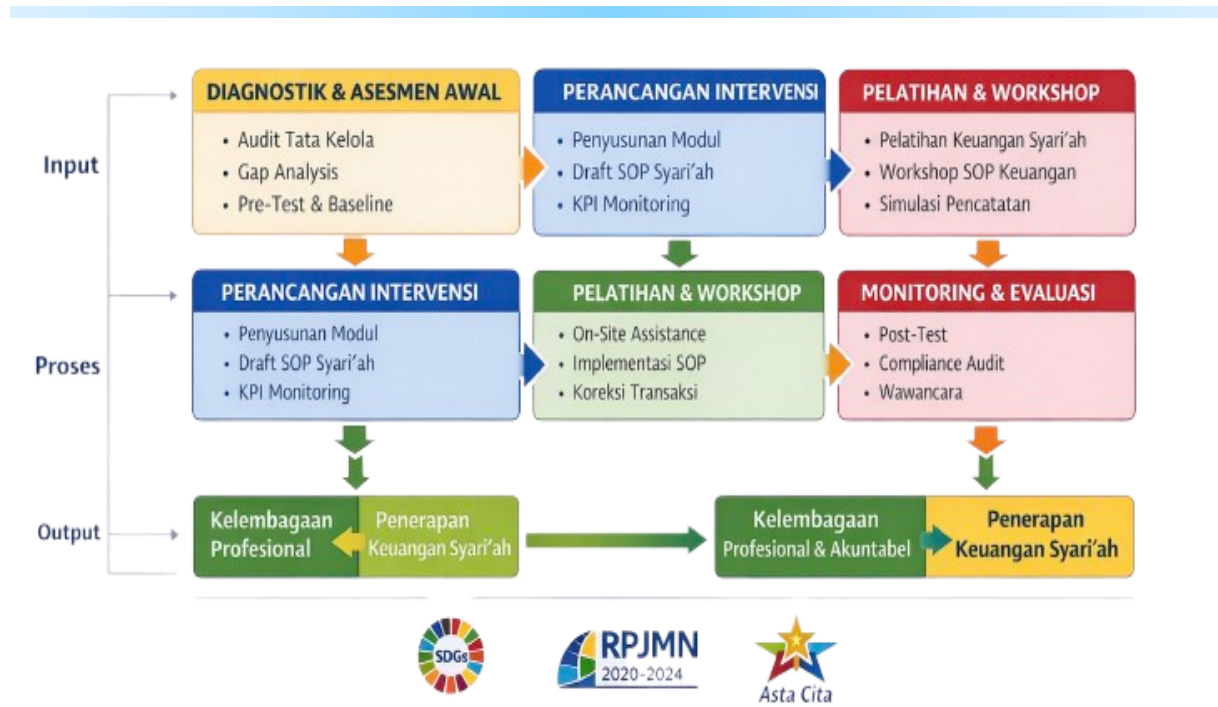 Input
DIAGNOSTIK & ASESMEN AWAL
• Audit Tata Kelola
• Gap Analysis
• Pre-Test & Baseline
PERANCANGAN INTERVENSI
• Penyusunan Modul
• Draft SOP Syari'ah
• KPI Monitoring
PELATIHAN & WORKSHOP
• Pelatihan Keuangan Syari'ah
• Workshop SOP Keuangan
• Simulasi Pencatatan
Proses
PERANCANGAN INTERVENSI
• Penyusunan Modul
• Draft SOP Syari'ah
• KPI Monitoring
PELATIHAN & WORKSHOP
• On-Site Assistance
• Implementasi SOP
• Koreksi Transaksi
MONITORING & EVALUASI
• Post-Test
• Compliance Audit
• Wawancara
Output
Kelembagaan
Profesional
Penerapan
Keuangan Syari'ah
Kelembagaan
Profesional & Akuntabel
Penerapan
Keuangan Syari'ah
SDGs
RPJMN
2020-2024
Asta Cita